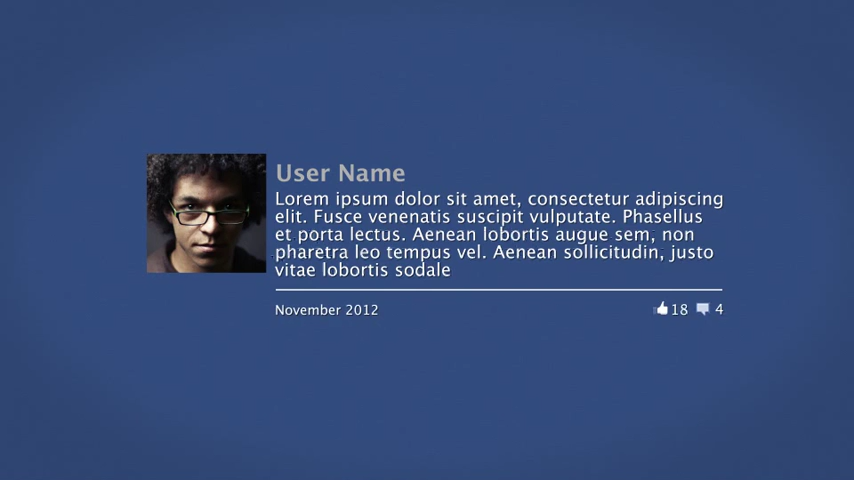 User Name
Lorem ipsum dolor sit amet, consectetur adipiscing
elit. Fusce venenatis suscipit vulputate. Phasellus
et porta lectus. Aenean lobortis augue sem, non
pharetra leo tempus vel. Aenean sollicitudin, justo
vitae lobortis sodale
November 2012 18 4